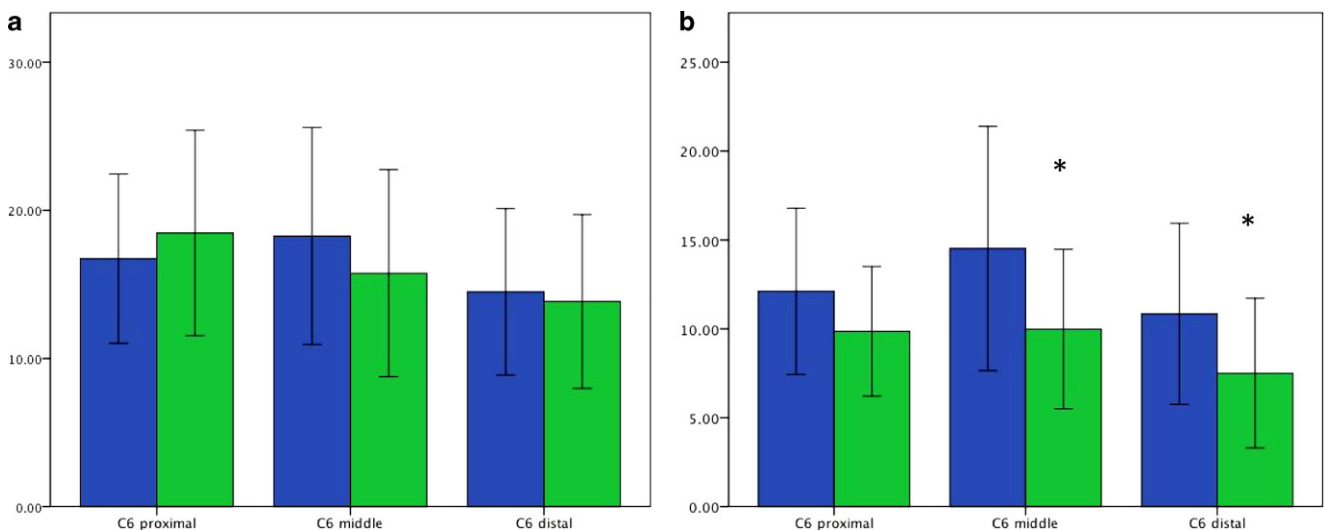 a
30.00
20.00
10.00
0.00
C6 proximal
C6 middle
C6 distal
b
25.00
20.00
15.00
10.00
5.00
0.00
*
*
C6 proximal
C6 middle
C6 distal